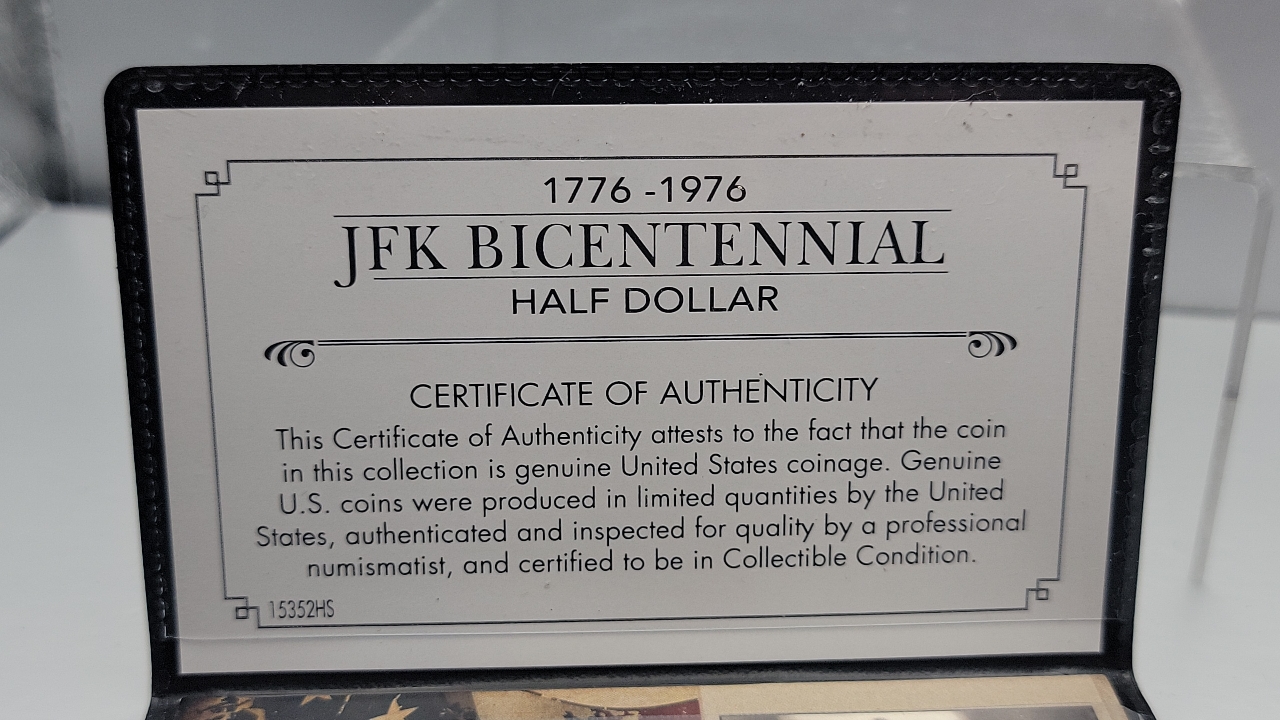 1776 -1976
JFK BICENTENNIAL
HALF DOLLAR
CERTIFICATE OF AUTHENTICITY
This Certificate of Authenticity attests to the fact that the coin
in this collection is genuine United States coinage. Genuine
U.S. coins were produced in limited quantities by the United
States, authenticated and inspected for quality by a professional
numismatist, and certified to be in Collectible Condition.
15352HS